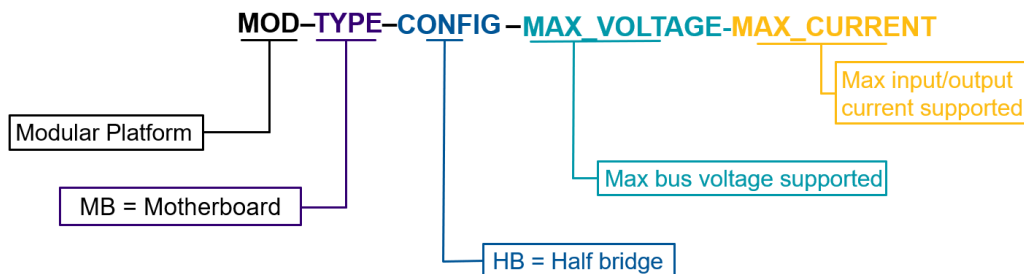 MOD–TYPE–CONFIG–MAX_VOLTAGE-MAX_CURRENT
Max input/output
current supported
Modular Platform
Max bus voltage supported
MB = Motherboard
HB = Half bridge